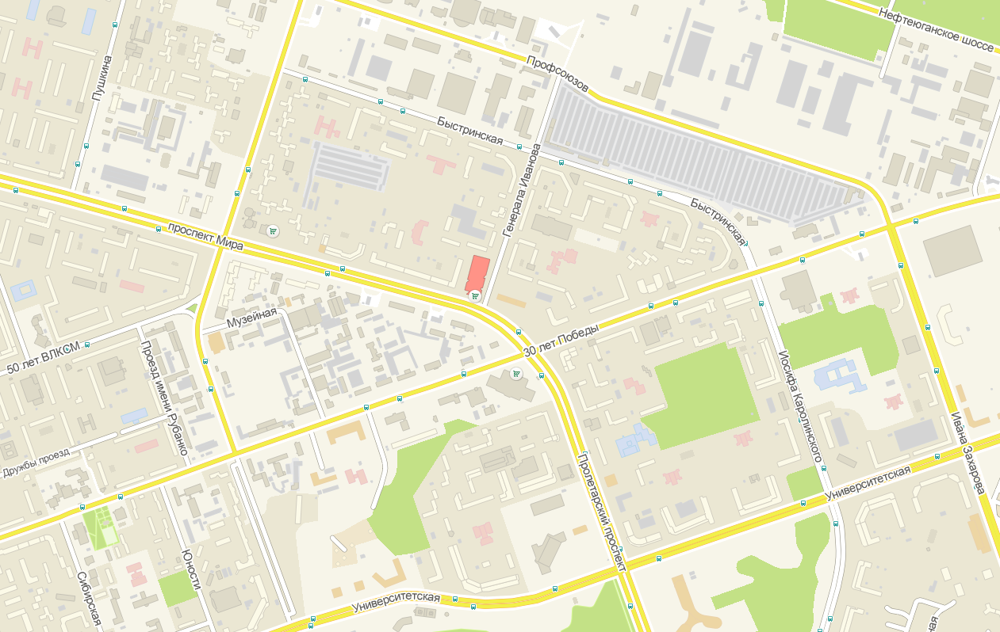 Нефтеюганское шоссе
Профсоюзов
Пушкина
Быстринская
Генерала Иванова
Быстринская
проспект Мира
Музейная
30 лет Победы
50 лет ВЛКСМ
Проезд имени Рубанко
Иосифа Каролинского
Ивана Захарова
Дружбы проезд
Пролетарский проспект
Университетская
Юности
Сибирская
Университетская
ная